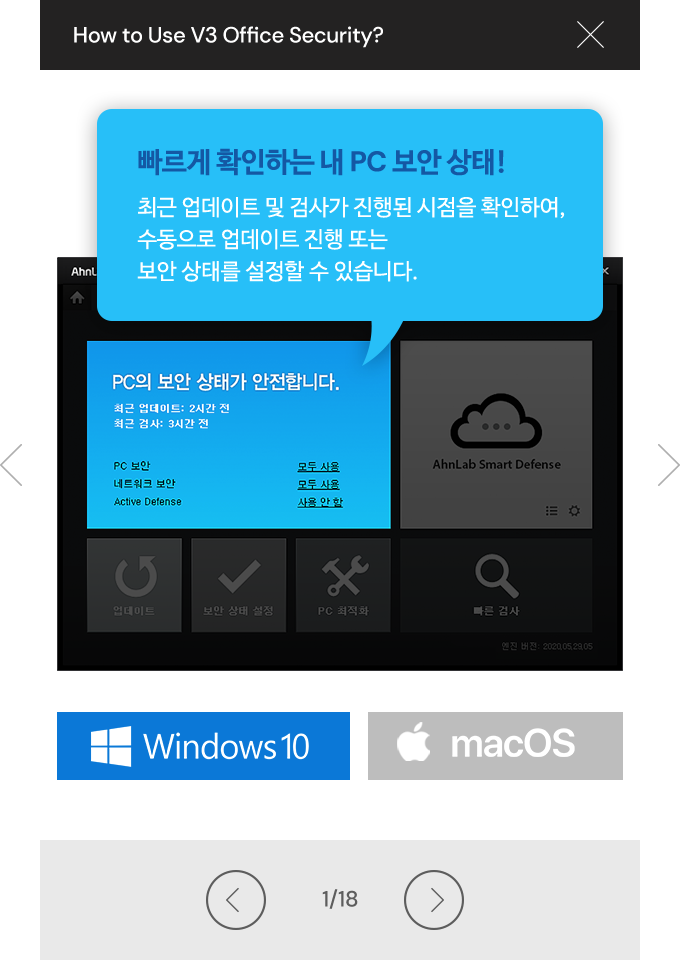 How to Use V3 Office Security?
빠르게 확인하는 내 PC 보안 상태!
최근 업데이트 및 검사가 진행된 시점을 확인하여,
수동으로 업데이트 진행 또는
보안 상태를 설정할 수 있습니다.
PC의 보안 상태가 안전합니다.
최근 업데이트: 2시간 전
최근 검사: 3시간 전
PC 보안 모두 사용
네트워크 보안 모두 사용
Active Defense 사용 안 함
AhnLab Smart Defense
업데이트
보안 상태 설정
PC 최적화
빠른 검사
엔진 버전: 2020.05.29.05
Windows 10
macOS
1/18